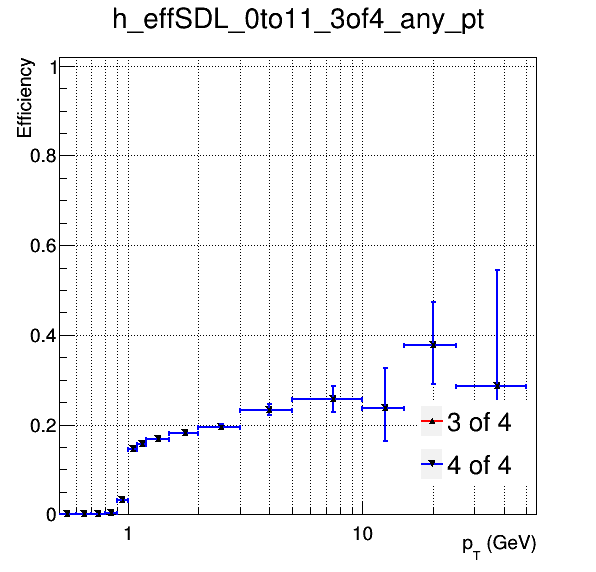 h_effSDL_0to11_3of4_any_pt
Efficiency
1
0.8
0.6
0.4
0.2
0
3 of 4
4 of 4
1
10
p_T (GeV)